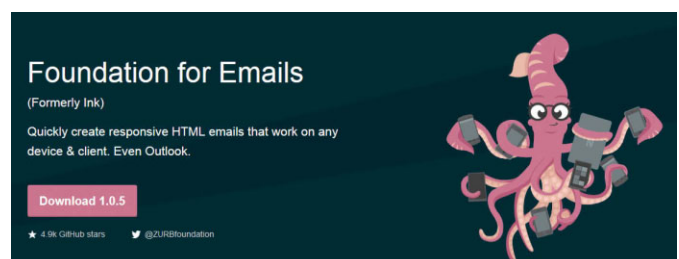 Foundation for Emails
(Formerly Ink)
Quickly create responsive HTML emails that work on any
device & client. Even Outlook.
Download 1.0.5
4.9k GitHub stars @ZURBfoundation